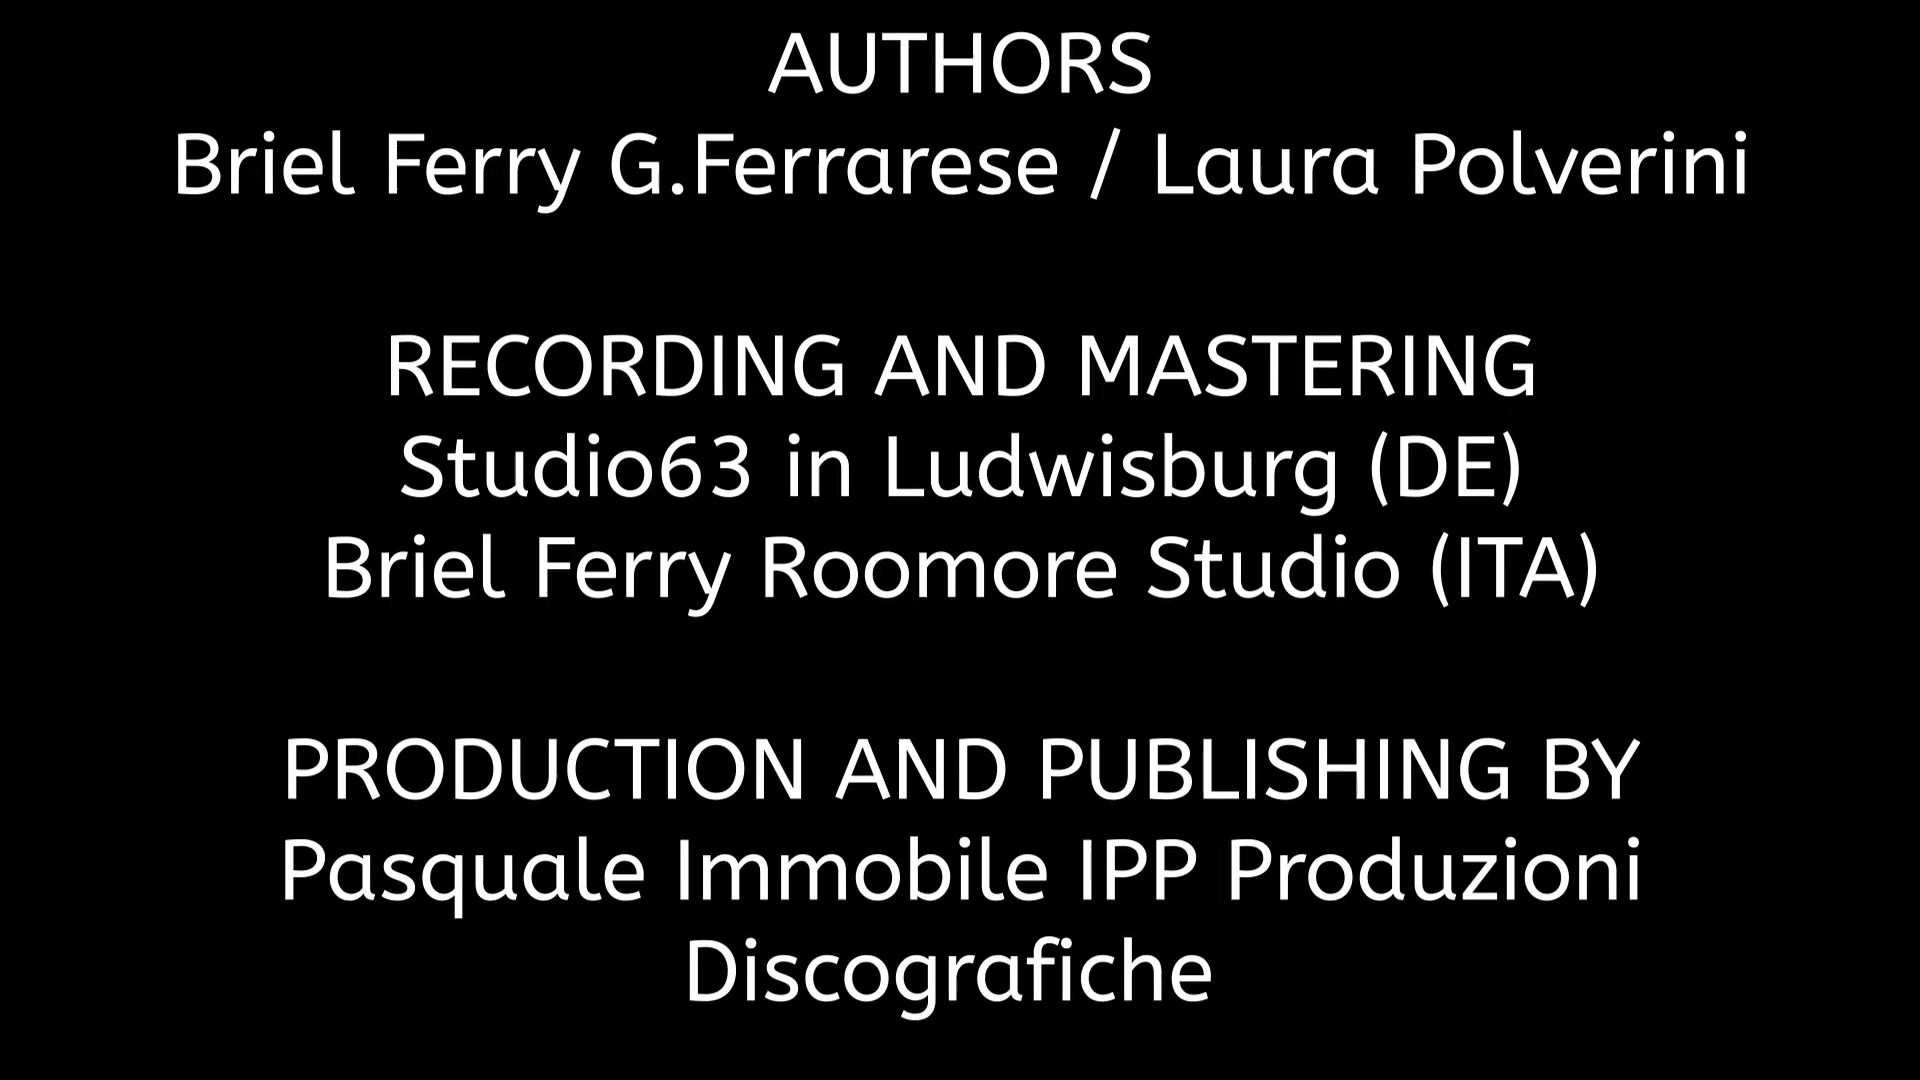 AUTHORS
Briel Ferry G.Ferrarese / Laura Polverini
RECORDING AND MASTERING
Studio63 in Ludwisburg (DE)
Briel Ferry Roomore Studio (ITA)
PRODUCTION AND PUBLISHING BY
Pasquale Immobile IPP Produzioni
Discografiche